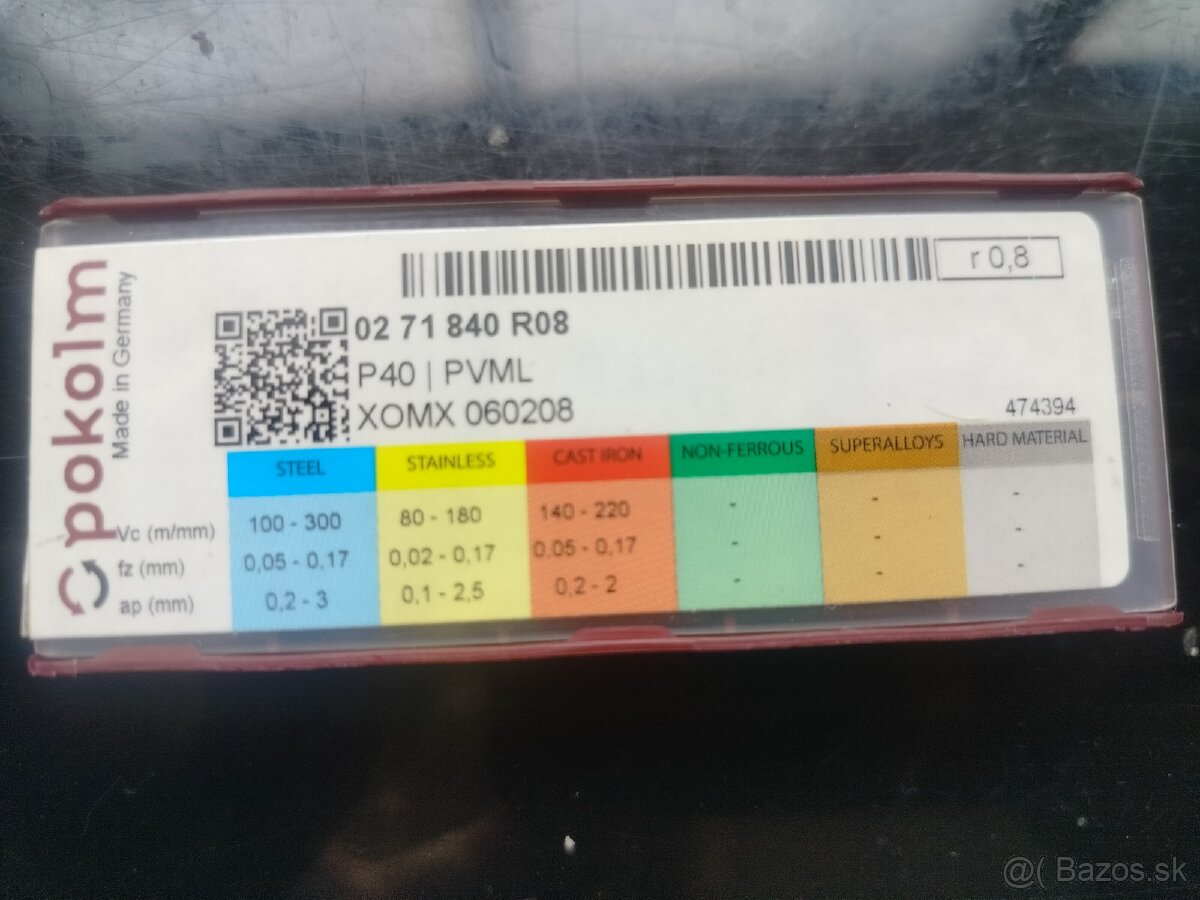 pokolm
Made in Germany
r 0,8
02 71 840 R08
P40 | PVML
XOMX 060208
474394
STEEL STAINLESS CAST IRON NON-FERROUS SUPERALLOYS HARD MATERIAL
Vc (m/mm) 100 - 300 80 - 180 140 - 220 - - -
fz (mm) 0,05 - 0,17 0,02 - 0,17 0,05 - 0,17 - - -
ap (mm) 0,2 - 3 0,1 - 2,5 0,2 - 2 - - -
@( Bazos.sk